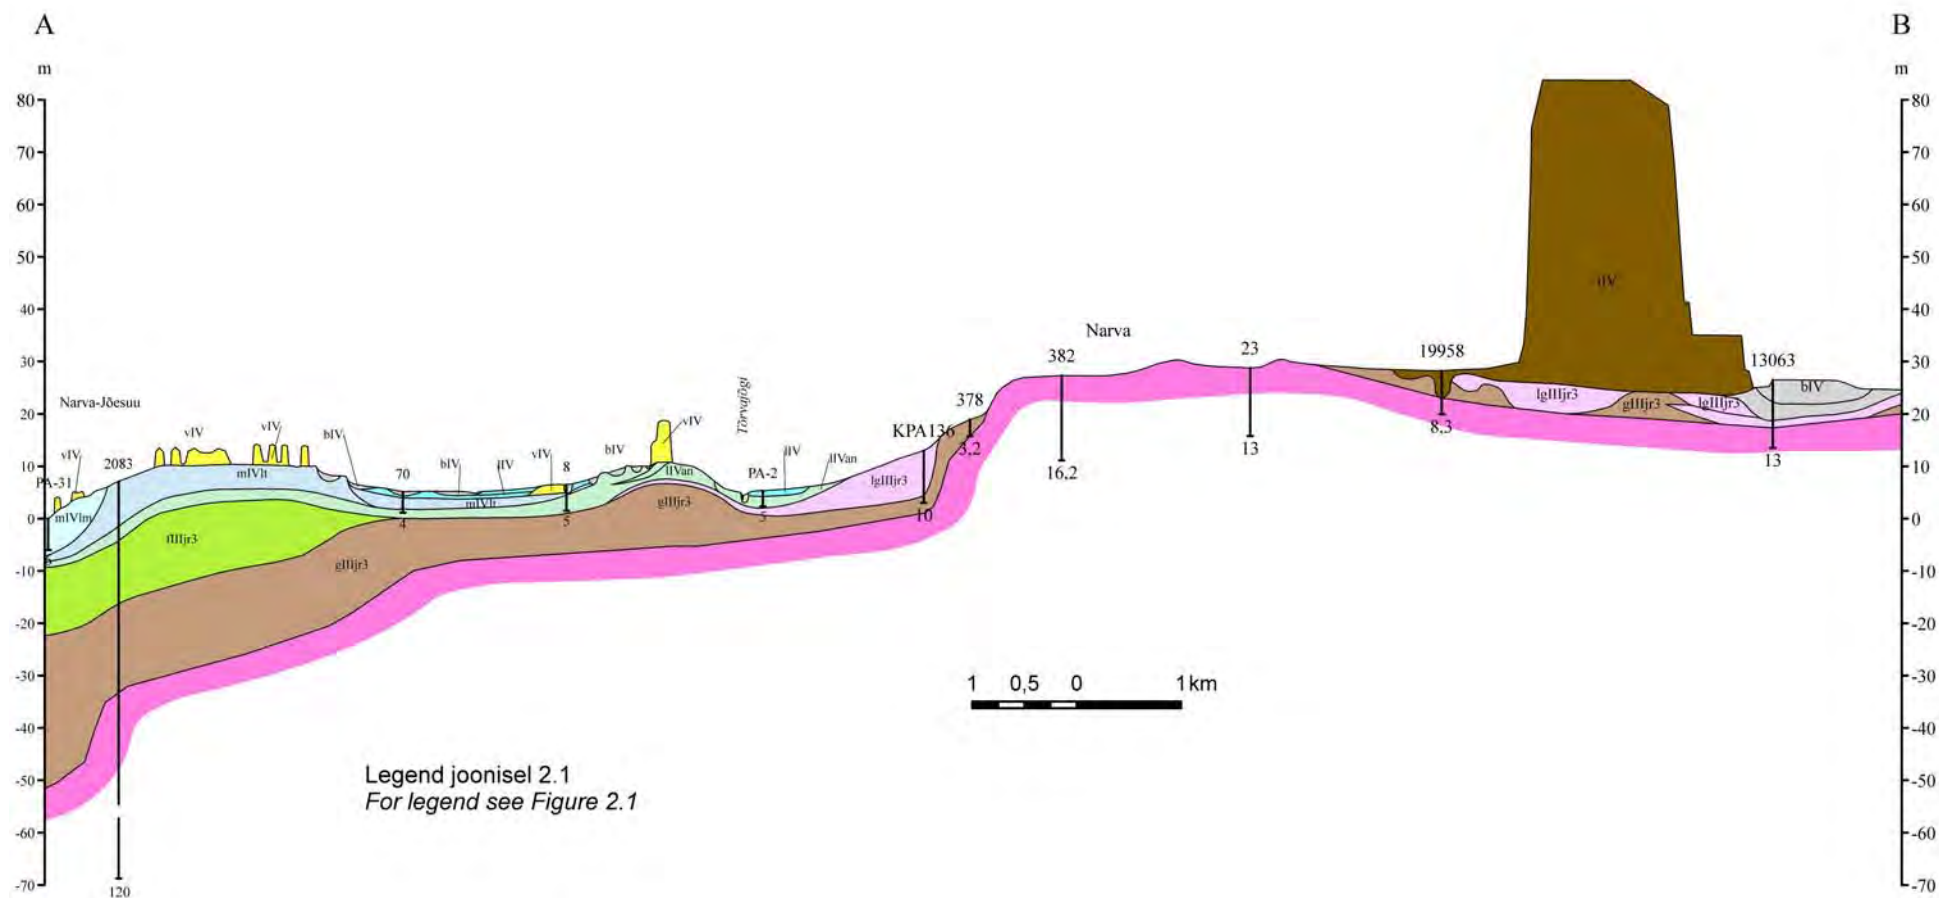 A
B
m
m
80
70
60
50
40
30
20
10
0
-10
-20
-30
-40
-50
-60
-70
80
70
60
50
40
30
20
10
0
-10
-20
-30
-40
-50
-60
-70
Narva-Jõesuu
Tõrvajõgi
Narva
PA-31
vIV
2083
vIV
vIV
bIV
70
bIV
vIV
8
bIV
vIV
PA-2
lIV
lIVan
KPA136
378
382
23
19958
13063
tIV
bIV
mIVlm
mIVlt
mIVlt
lIVan
lgIIIjr3
lgIIIjr3
gIIIjr3
lgIIIjr3
fIIIjr3
gIIIjr3
gIIIjr3
4
5
5
10
3,2
16,2
13
8,3
13
120
1 0,5 0 1 km
Legend joonisel 2.1
For legend see Figure 2.1